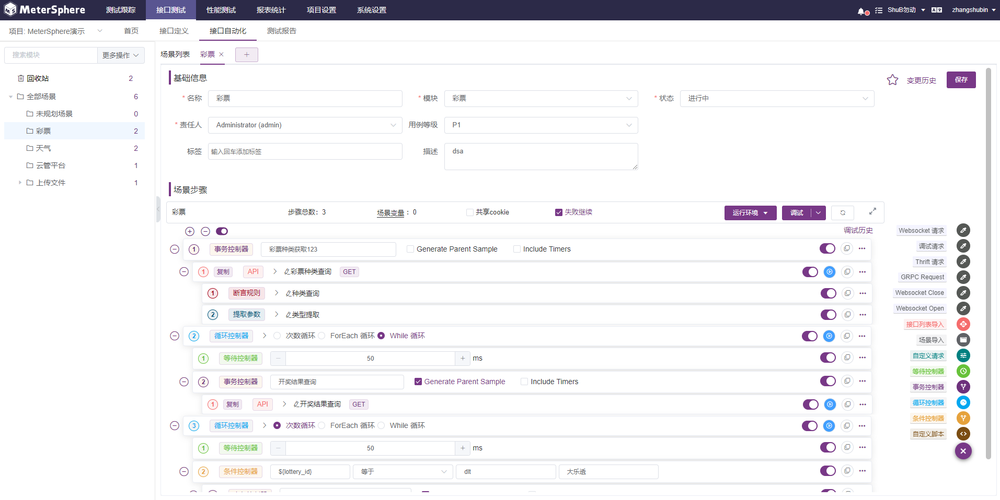 MeterSphere 测试跟踪 接口测试 性能测试 报表统计 项目设置 系统设置 ShuB勿动 zhangshubin
项目: MeterSphere演示 首页 接口定义 接口自动化 测试报告
搜索模块 更多操作
回收站 2
全部场景 6
未规划场景 0
彩票 2
天气 2
云管平台 1
上传文件 1
场景列表 彩票
基础信息 变更历史 保存
* 名称 彩票 * 模块 彩票 * 状态 进行中
* 责任人 Administrator (admin) 用例等级 P1
标签 输入回车添加标签 描述 dsa
场景步骤
彩票 步骤总数: 3 场景变量 : 0 共享cookie 失败继续 运行环境 调试
调试历史
1 事务控制器 彩票种类获取123 Generate Parent Sample Include Timers
1 复制 API 彩票种类查询 GET
1 断言规则 种类查询
2 提取参数 类型提取
2 循环控制器 次数循环 ForEach 循环 While 循环
1 等待控制器 50 ms
2 事务控制器 开奖结果查询 Generate Parent Sample Include Timers
1 复制 API 开奖结果查询 GET
3 循环控制器 次数循环 ForEach 循环 While 循环
1 等待控制器 50 ms
2 条件控制器 ${lottery_id} 等于 dlt 大乐透
Websocket 请求
调试请求
Thrift 请求
GRPC Request
Websocket Close
Websocket Open
接口列表导入
场景导入
自定义请求
等待控制器
事务控制器
循环控制器
条件控制器
自定义脚本